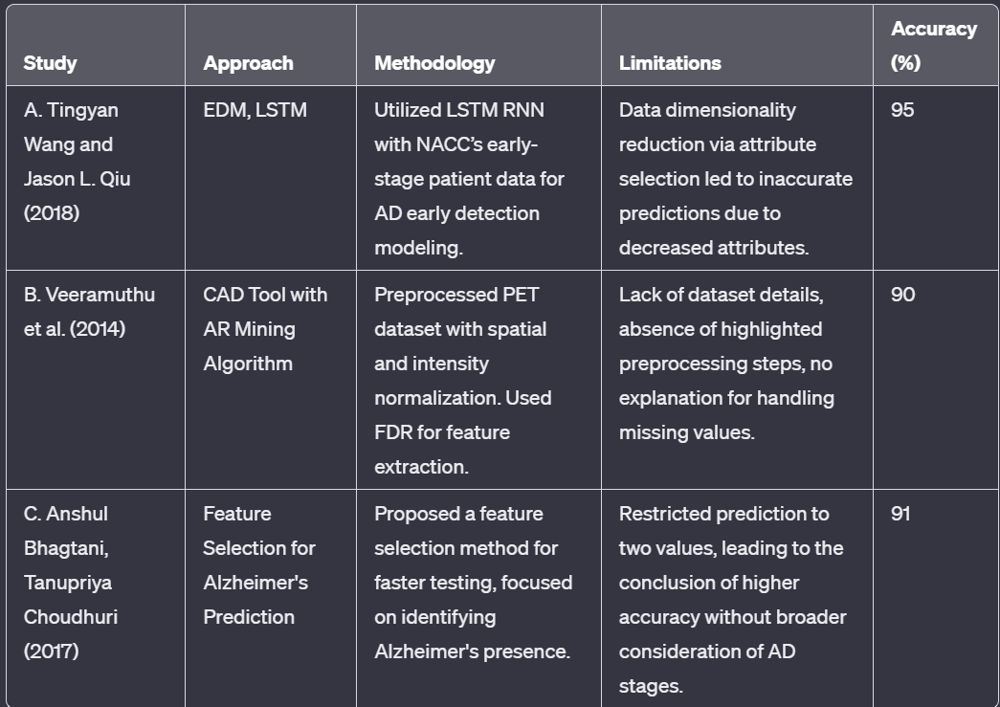 Study Approach Methodology Limitations Accuracy (%)
A. Tingyan
Wang and
Jason L. Qiu
(2018)
EDM, LSTM
Utilized LSTM RNN
with NACC’s early-
stage patient data for
AD early detection
modeling.
Data dimensionality
reduction via attribute
selection led to inaccurate
predictions due to
decreased attributes.
95
B. Veeramuthu
et al. (2014)
CAD Tool with
AR Mining
Algorithm
Preprocessed PET
dataset with spatial
and intensity
normalization. Used
FDR for feature
extraction.
Lack of dataset details,
absence of highlighted
preprocessing steps, no
explanation for handling
missing values.
90
C. Anshul
Bhagtani,
Tanupriya
Choudhuri
(2017)
Feature
Selection for
Alzheimer's
Prediction
Proposed a feature
selection method for
faster testing, focused
on identifying
Alzheimer's presence.
Restricted prediction to
two values, leading to the
conclusion of higher
accuracy without broader
consideration of AD
stages.
91